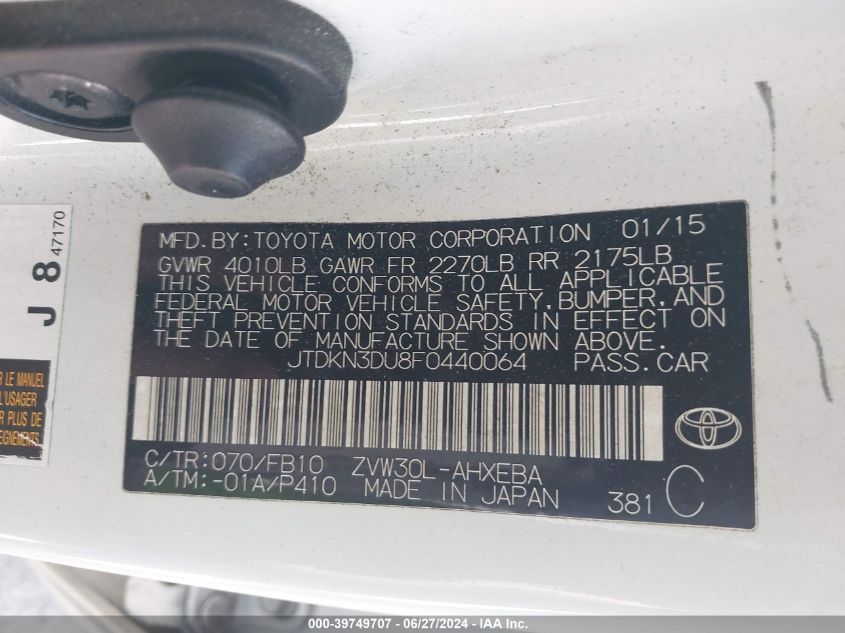 MFD. BY: TOYOTA MOTOR CORPORATION 01/15
GVWR 4010LB GAWR FR 2270LB RR 2175LB
THIS VEHICLE CONFORMS TO ALL APPLICABLE
FEDERAL MOTOR VEHICLE SAFETY, BUMPER, AND
THEFT PREVENTION STANDARDS IN EFFECT ON
THE DATE OF MANUFACTURE SHOWN ABOVE.
JTDKN3DU8F0440064 PASS.CAR
C/TR:070/FB10 ZVW30L-AHXEBA
A/TM:-01A/P410 MADE IN JAPAN 381 C
J 8 47170
R LE MANUEL
L'USAGER
R PLUS DE
EIGNEMENTS.
000-39749707 - 06/27/2024 - © IAA Inc.